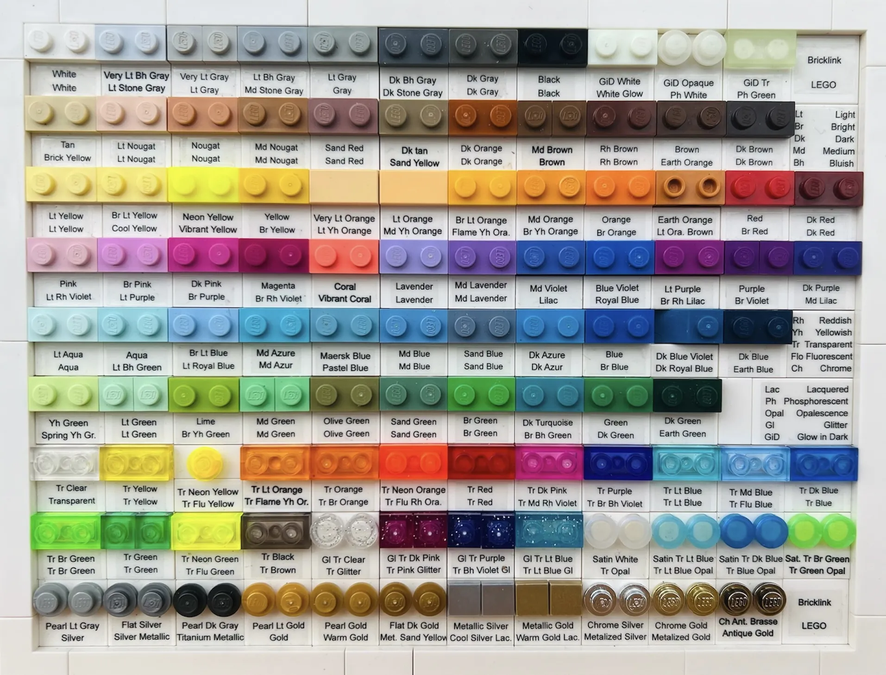 White
White
Very Lt Bh Gray
Lt Stone Gray
Very Lt Gray
Lt Gray
Lt Bh Gray
Md Stone Gray
Lt Gray
Gray
Dk Bh Gray
Dk Stone Gray
Dk Gray
Dk Gray
Black
Black
GiD White
White Glow
GiD Opaque
Ph White
GiD Tr
Ph Green
Bricklink
LEGO
Tan
Brick Yellow
Lt Nougat
Lt Nougat
Nougat
Nougat
Md Nougat
Md Nougat
Sand Red
Sand Red
Dk tan
Sand Yellow
Dk Orange
Dk Orange
Md Brown
Brown
Rh Brown
Brown
Brown
Earth Orange
Dk Brown
Dk Brown
Lt Light
Br Bright
Dk Dark
Md Medium
Bh Bluish
Lt Yellow
Lt Yellow
Br Lt Yellow
Cool Yellow
Neon Yellow
Vibrant Yellow
Yellow
Br Yellow
Very Lt Orange
Lt Yh Orange
Lt Orange
Md Yh Orange
Br Lt Orange
Flame Yh Ora.
Md Orange
Br Yh Orange
Orange
Br Orange
Earth Orange
Lt Ora. Brown
Red
Br Red
Dk Red
Dk Red
Pink
Lt Rh Violet
Br Pink
Lt Purple
Dk Pink
Br Purple
Magenta
Br Rh Violet
Coral
Vibrant Coral
Lavender
Lavender
Md Lavender
Md Lavender
Md Violet
Lilac
Blue Violet
Royal Blue
Lt Purple
Br Rh Lilac
Purple
Br Violet
Dk Purple
Md Lilac
Lt Aqua
Aqua
Aqua
Lt Bh Green
Br Lt Blue
Lt Royal Blue
Md Azure
Md Azur
Maersk Blue
Pastel Blue
Md Blue
Md Blue
Sand Blue
Sand Blue
Dk Azure
Dk Azur
Blue
Br Blue
Dk Blue Violet
Dk Royal Blue
Dk Blue
Earth Blue
Rh Reddish
Yh Yellowish
Tr Transparent
Flo Fluorescent
Ch Chrome
Yh Green
Spring Yh Gr.
Lt Green
Lt Green
Lime
Br Yh Green
Md Green
Md Green
Olive Green
Olive Green
Sand Green
Sand Green
Br Green
Br Green
Dk Turquoise
Br Bh Green
Green
Dk Green
Dk Green
Earth Green
Lac Lacquered
Ph Phosphorescent
Opal Opalescence
Gl Glitter
GiD Glow in Dark
Tr Clear
Transparent
Tr Yellow
Tr Yellow
Tr Neon Yellow
Tr Flu Yellow
Tr Lt Orange
Tr Flame Yh Or.
Tr Orange
Tr Br Orange
Tr Neon Orange
Tr Flu Rh Ora.
Tr Red
Tr Red
Tr Dk Pink
Tr Md Rh Violet
Tr Purple
Tr Br Bh Violet
Tr Lt Blue
Tr Lt Blue
Tr Md Blue
Tr Flu Blue
Tr Dk Blue
Tr Blue
Tr Br Green
Tr Br Green
Tr Green
Tr Green
Tr Neon Green
Tr Flu Green
Tr Black
Tr Brown
Gl Tr Clear
Tr Glitter
Gl Tr Dk Pink
Tr Pink Glitter
Gl Tr Purple
Tr Bh Violet Gl
Gl Tr Lt Blue
Tr Lt Blue Gl
Satin White
Tr Opal
Satin Tr Lt Blue
Tr Lt Blue Opal
Satin Tr Dk Blue
Tr Blue Opal
Sat. Tr Br Green
Tr Green Opal
Pearl Lt Gray
Silver
Flat Silver
Silver Metallic
Pearl Dk Gray
Titanium Metallic
Pearl Lt Gold
Gold
Pearl Gold
Warm Gold
Flat Dk Gold
Met. Sand Yellow
Metallic Silver
Cool Silver Lac.
Metallic Gold
Warm Gold Lac.
Chrome Silver
Metalized Silver
Chrome Gold
Metalized Gold
Ch Ant. Brasse
Antique Gold
Bricklink
LEGO